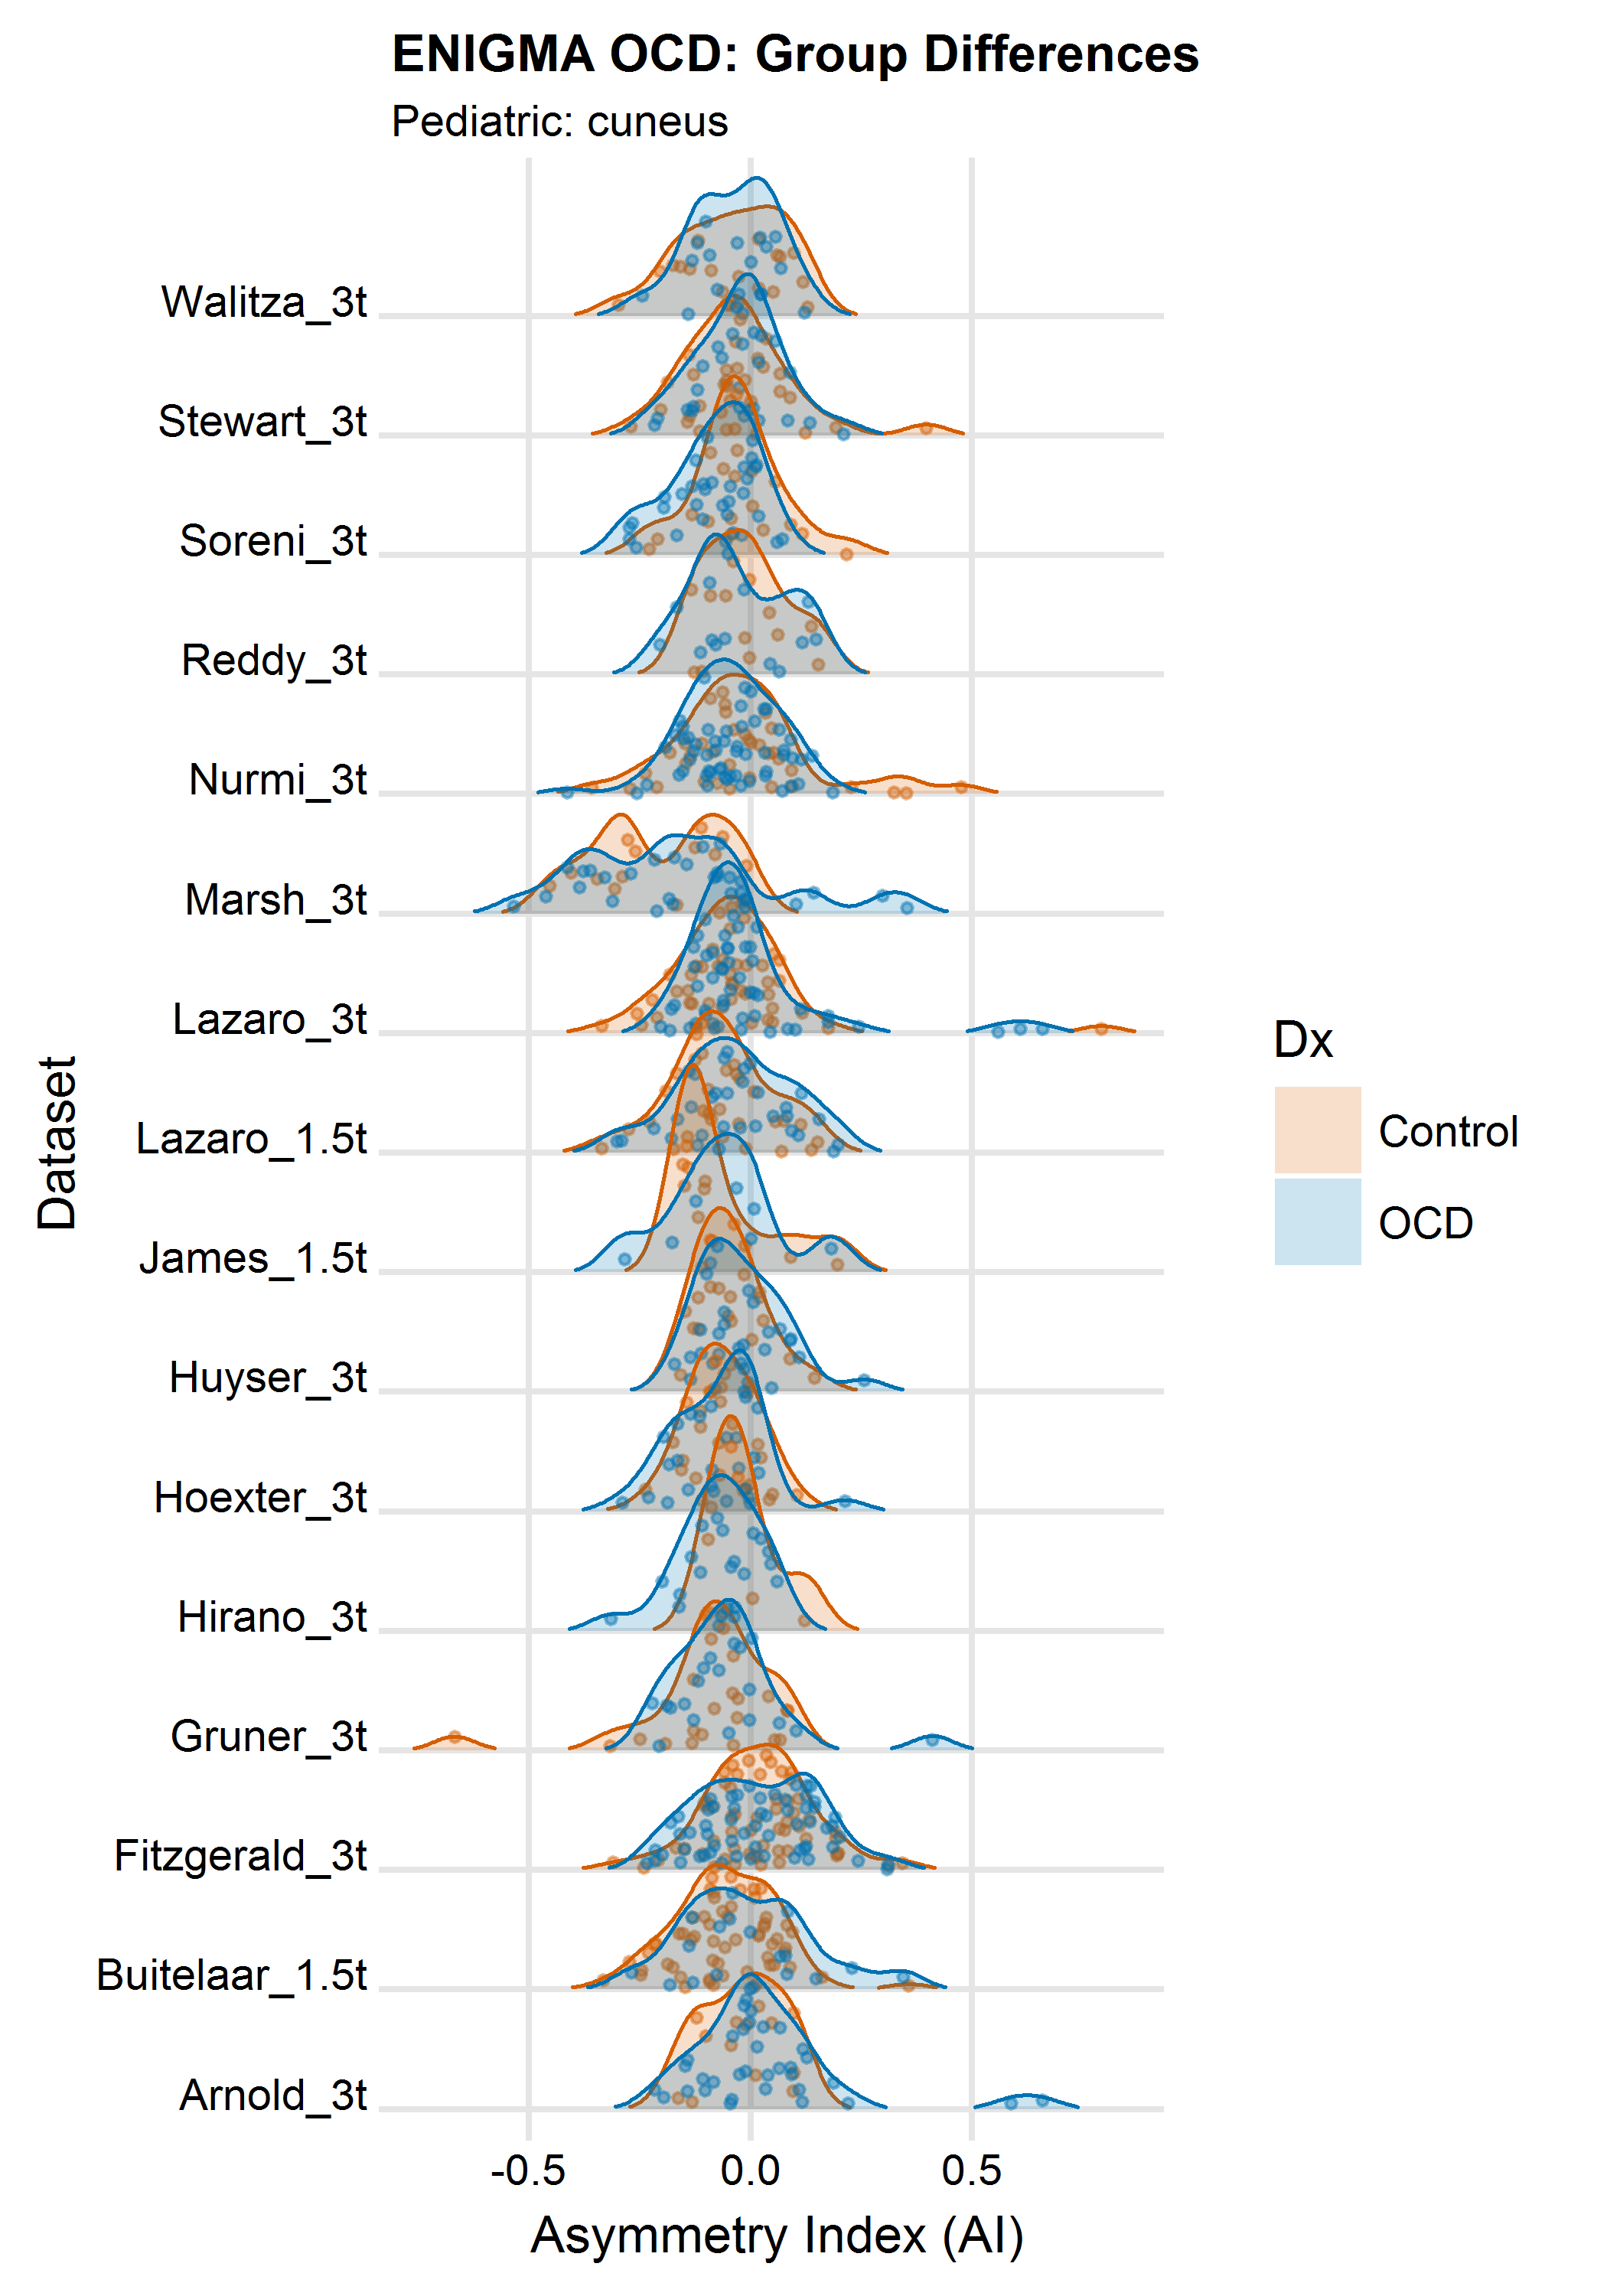 ENIGMA OCD: Group Differences
Pediatric: cuneus
Walitza_3t
Stewart_3t
Soreni_3t
Reddy_3t
Nurmi_3t
Marsh_3t
Lazaro_3t
Lazaro_1.5t
James_1.5t
Huyser_3t
Hoexter_3t
Hirano_3t
Gruner_3t
Fitzgerald_3t
Buitelaar_1.5t
Arnold_3t
Dataset
-0.5 0.0 0.5
Asymmetry Index (AI)
Dx
Control
OCD